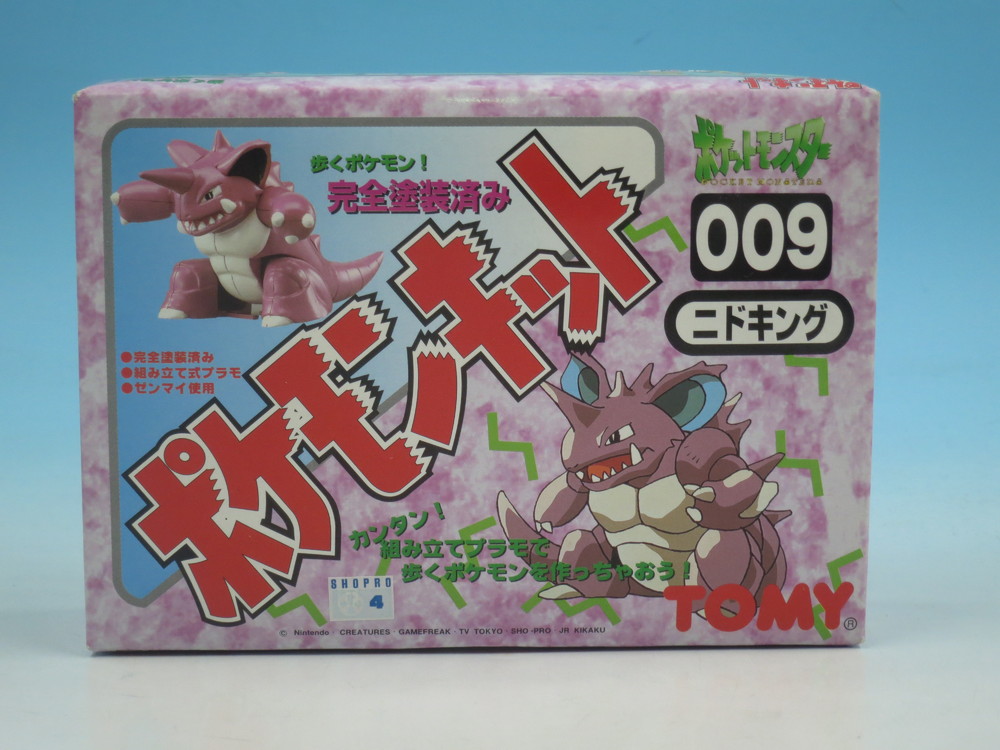 歩くポケモン！
完全塗装済み
ポケモンキット
●完全塗装済み
●組み立て式プラモ
●ゼンマイ使用
ポケットモンスター
POCKET MONSTERS
009
ニドキング
カンタン！
組み立てプラモで
歩くポケモンを作っちゃおう！
SHOPRO
4
TOMY®
© Nintendo · CREATURES · GAMEFREAK · TV TOKYO · SHO-PRO · JR KIKAKU